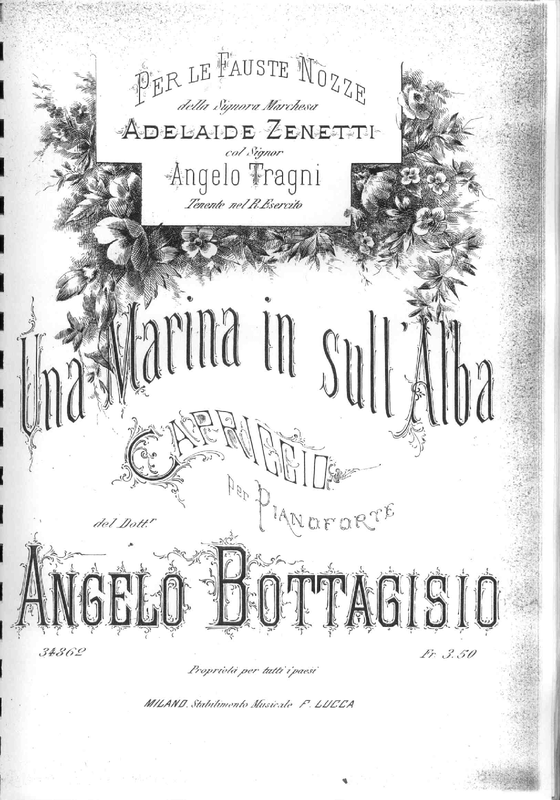 PER LE FAUSTE NOZZE
della Signora Marchesa
ADELAIDE ZENETTI
col Signor
Angelo Tragni
Tenente nel R. Esercito
Una Marina in sull'Alba
CAPRICCIO
per PIANOFORTE
del Dott.r
ANGELO BOTTAGISIO
34862
Fr. 3.50
Proprietà per tutti i paesi
MILANO, Stabilimento Musicale F. LUCCA